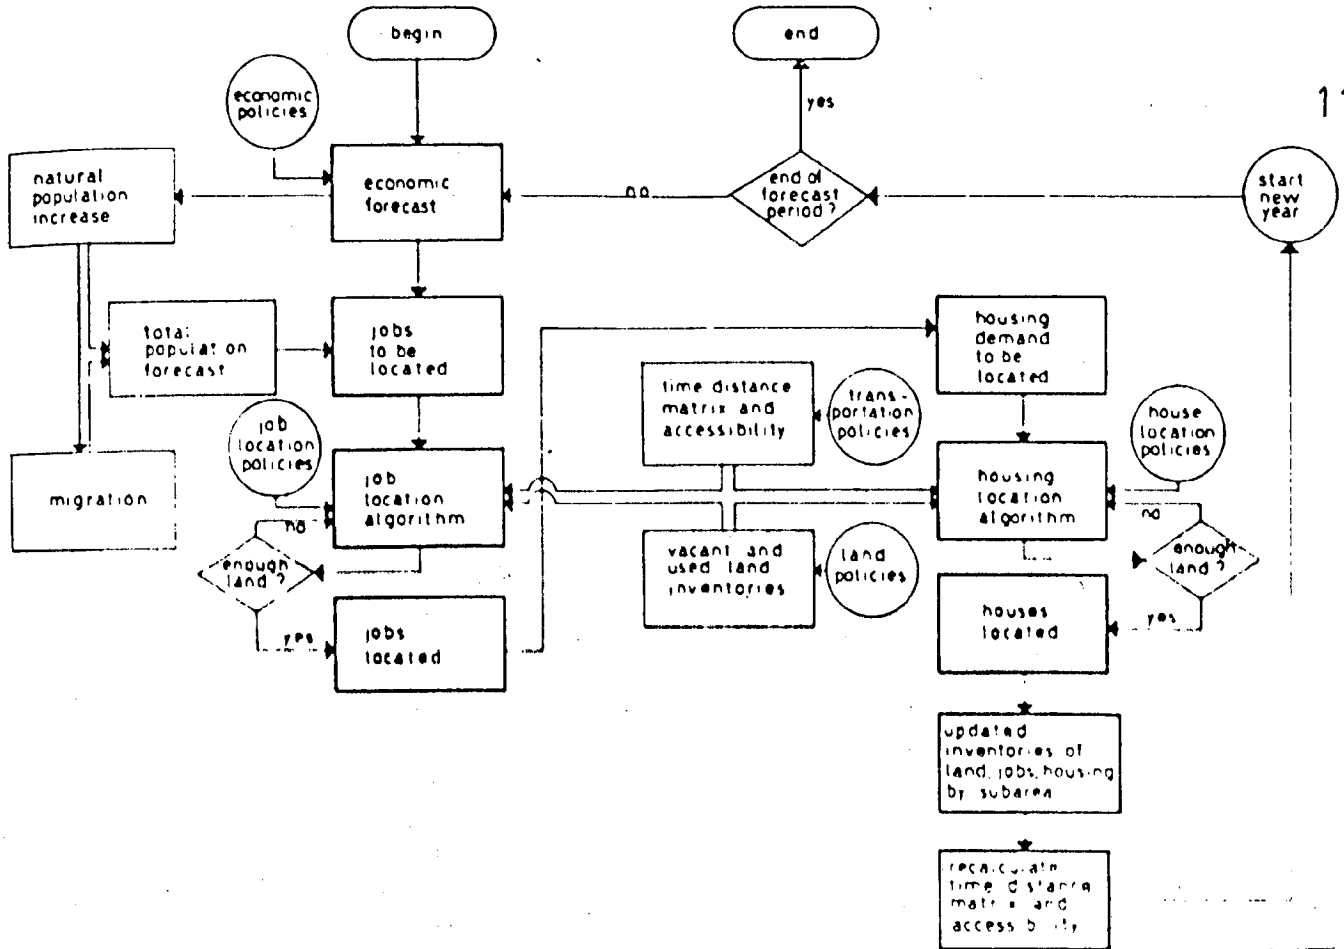 begin
end
economic
policies
yes
11
natural
population
increase
economic
forecast
no
end of
forecast
period?
start
new
year
total
population
forecast
jobs
to be
located
housing
demand
to be
located
time distance
matrix and
accessibility
trans-
portation
policies
house
location
policies
job
location
policies
migration
job
location
algorithm
housing
location
algorithm
no
no
enough
land?
vacant and
used land
inventories
land
policies
enough
land?
yes
jobs
located
houses
located
yes
updated
inventories of
land, jobs, housing
by subarea
recalculate
time distance
matrix and
accessibility